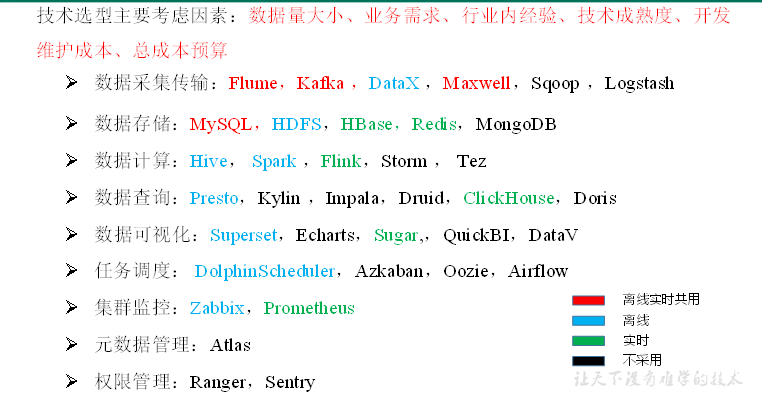 技术选型主要考虑因素：数据量大小、业务需求、行业内经验、技术成熟度、开发
维护成本、总成本预算
数据采集传输：Flume，Kafka ，DataX，Maxwell，Sqoop ，Logstash
数据存储：MySQL，HDFS，HBase，Redis，MongoDB
数据计算：Hive， Spark ，Flink，Storm ， Tez
数据查询：Presto，Kylin ，Impala，Druid，ClickHouse，Doris
数据可视化：Superset，Echarts，Sugar,，QuickBI，DataV
任务调度： DolphinScheduler，Azkaban，Oozie，Airflow
集群监控：Zabbix，Prometheus
元数据管理：Atlas
权限管理：Ranger，Sentry
离线实时共用
离线
实时
不采用
让天下没有难学的技术